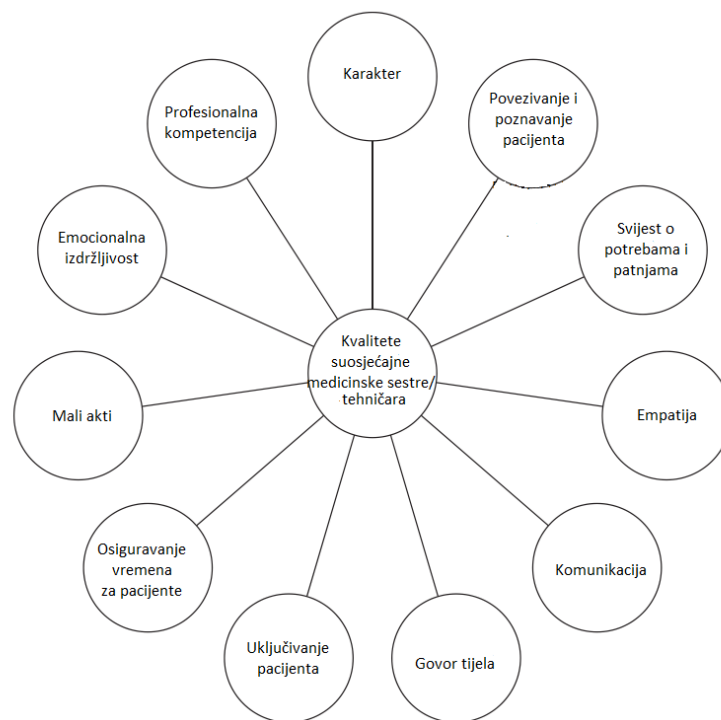 Karakter
Povezivanje i
poznavanje
pacijenta
Svijest o
potrebama i
patnjama
Empatija
Komunikacija
Govor tijela
Uključivanje
pacijenta
Osiguravanje
vremena
za pacijente
Mali akti
Emocionalna
izdržljivost
Profesionalna
kompetencija
Kvalitete
suosjećajne
medicinske sestre/
tehničara